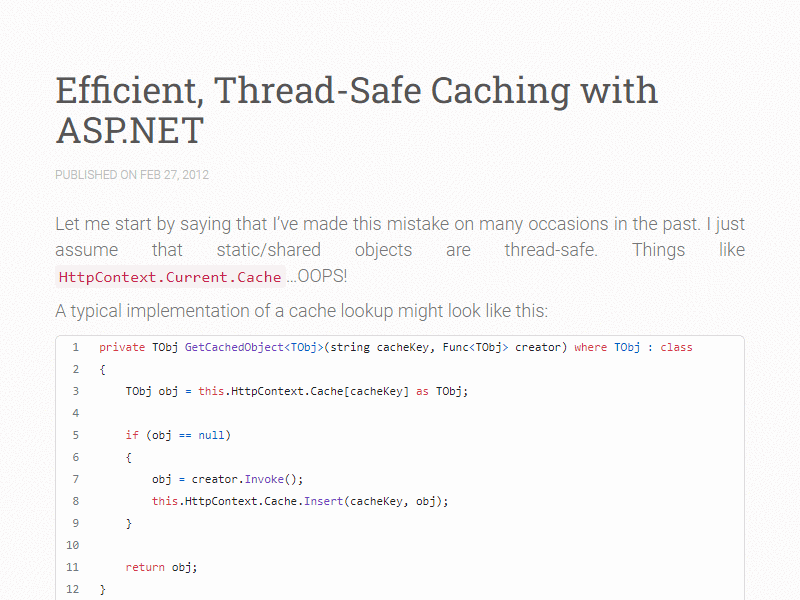 Efficient, Thread-Safe Caching with
ASP.NET
PUBLISHED ON FEB 27, 2012
Let me start by saying that I've made this mistake on many occasions in the past. I just
assume that static/shared objects are thread-safe. Things like
HttpContext.Current.Cache...OOPS!
A typical implementation of a cache lookup might look like this:
1 private TObj GetCachedObject<TObj>(string cacheKey, Func<TObj> creator) where TObj : class
2 {
3     TObj obj = this.HttpContext.Cache[cacheKey] as TObj;
4
5     if (obj == null)
6     {
7         obj = creator.Invoke();
8         this.HttpContext.Cache.Insert(cacheKey, obj);
9     }
10
11     return obj;
12 }